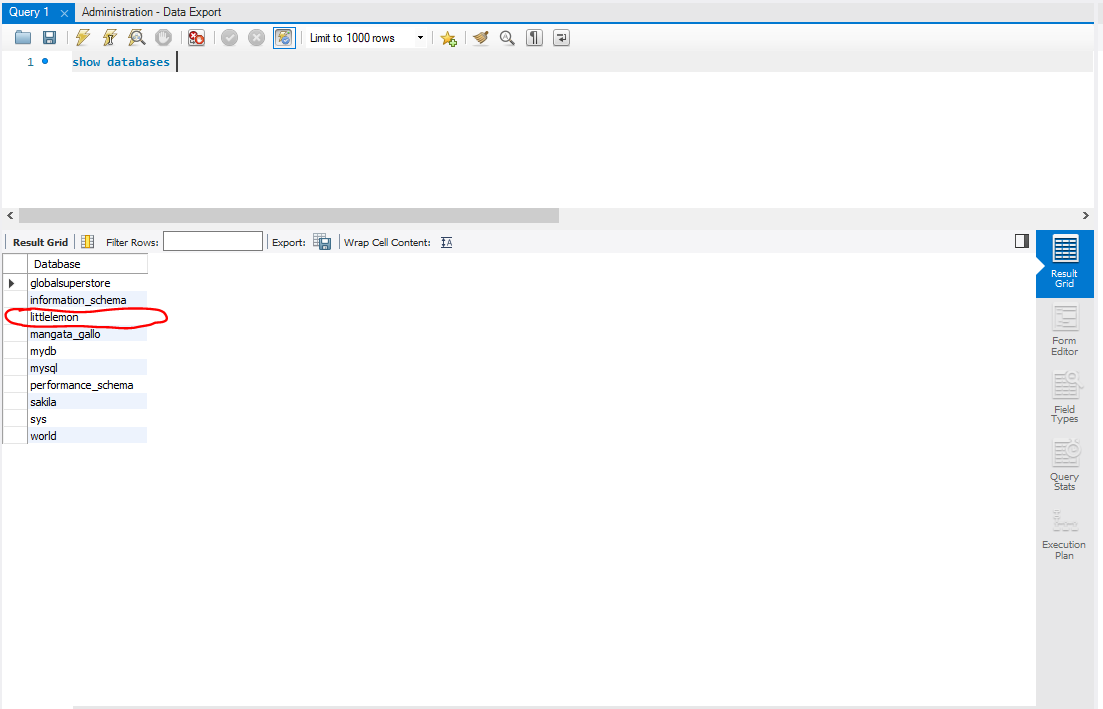 Query 1 Administration - Data Export
Limit to 1000 rows
1 show databases
Result Grid Filter Rows: Export: Wrap Cell Content:
Database
globalsuperstore
information_schema
littlelemon
mangata_gallo
mydb
mysql
performance_schema
sakila
sys
world
Result
Grid
Form
Editor
Field
Types
Query
Stats
Execution
Plan